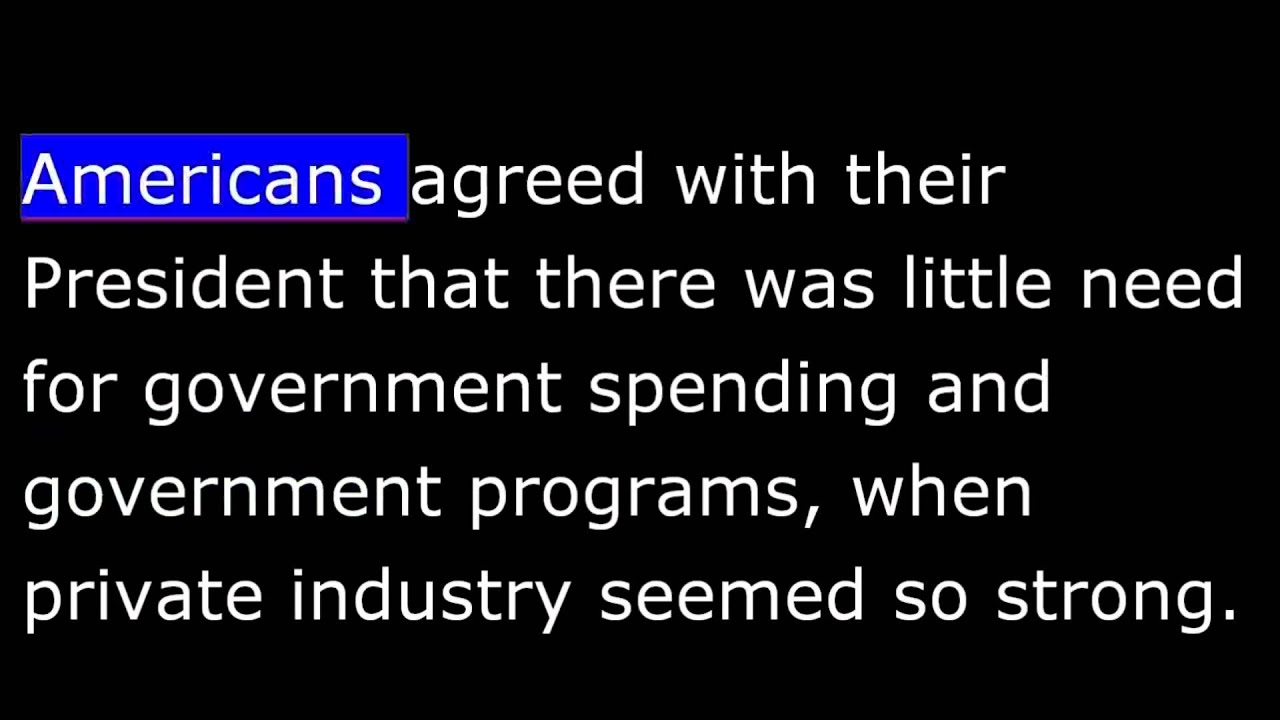 Americans agreed with their
President that there was little need
for government spending and
government programs, when
private industry seemed so strong.